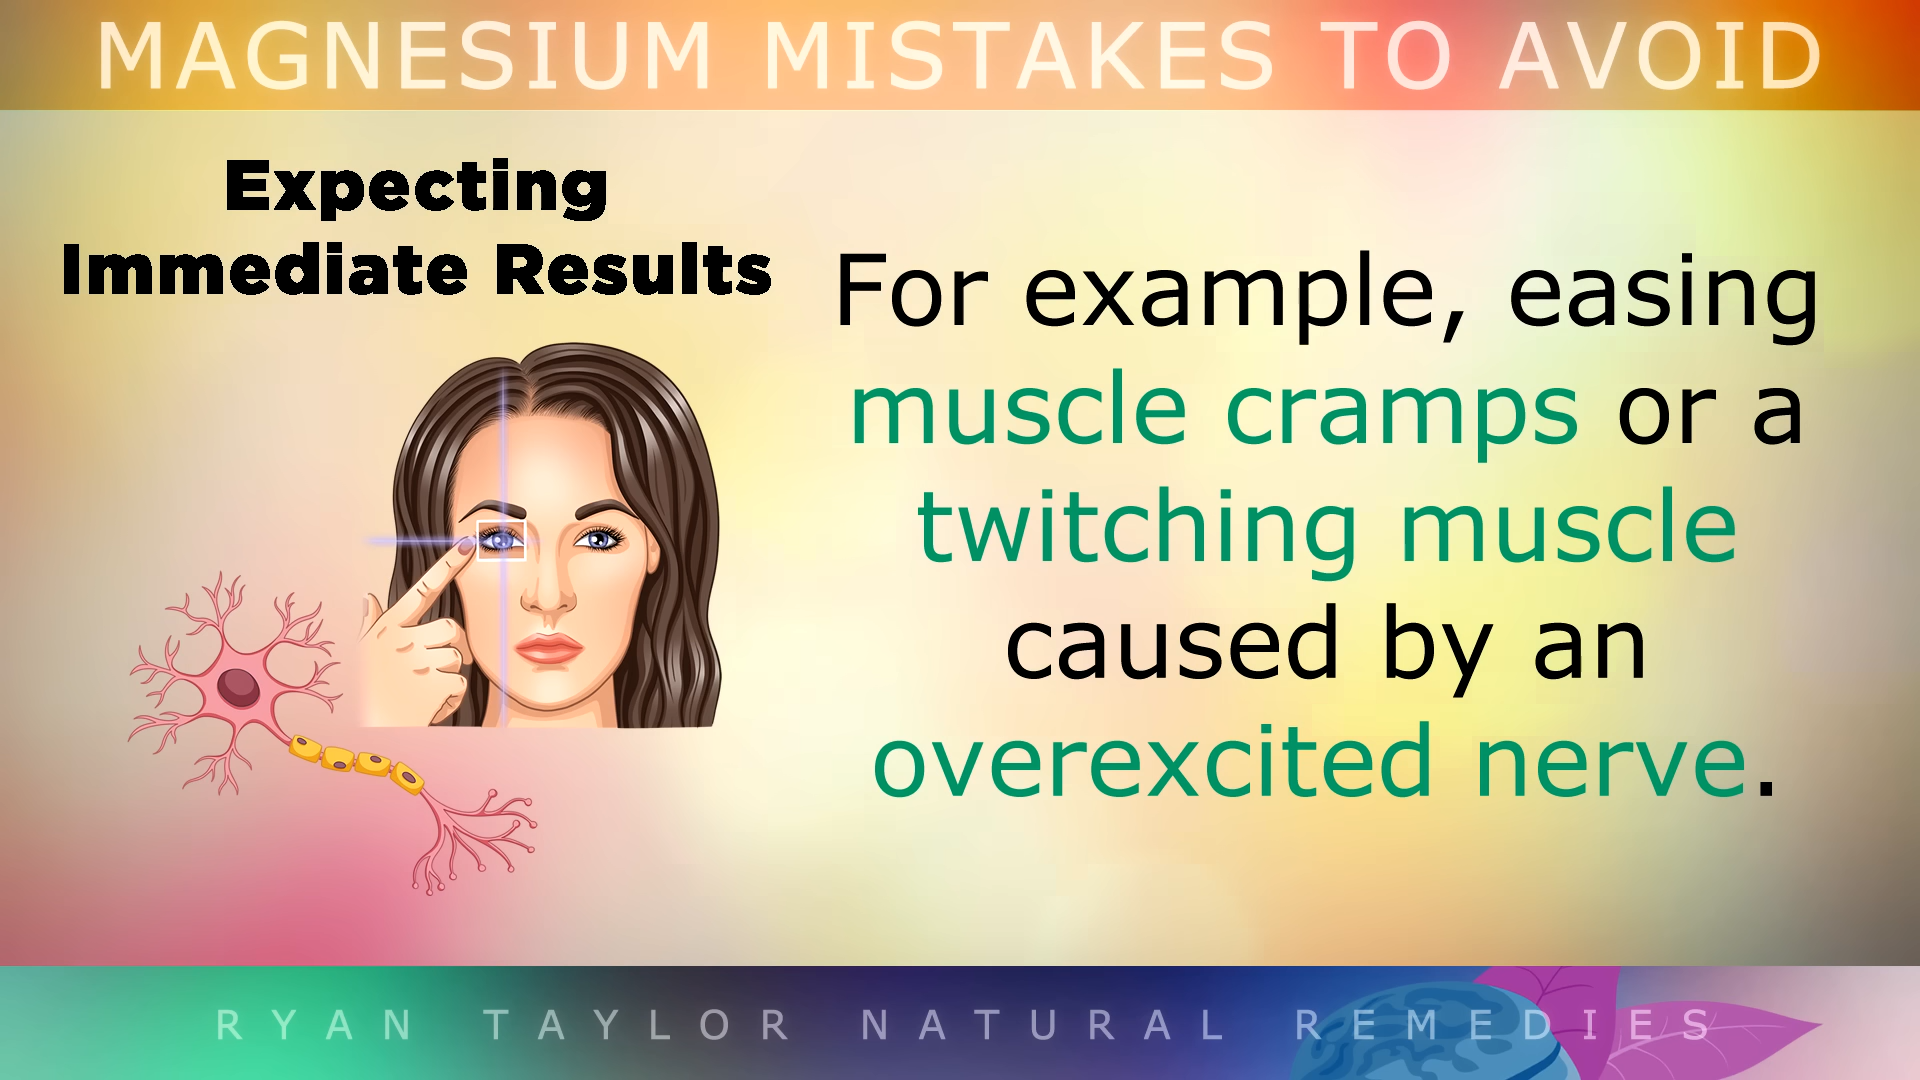 MAGNESIUM MISTAKES TO AVOID
Expecting
Immediate Results
For example, easing
muscle cramps or a
twitching muscle
caused by an
overexcited nerve.
RYAN TAYLOR NATURAL REMEDIES